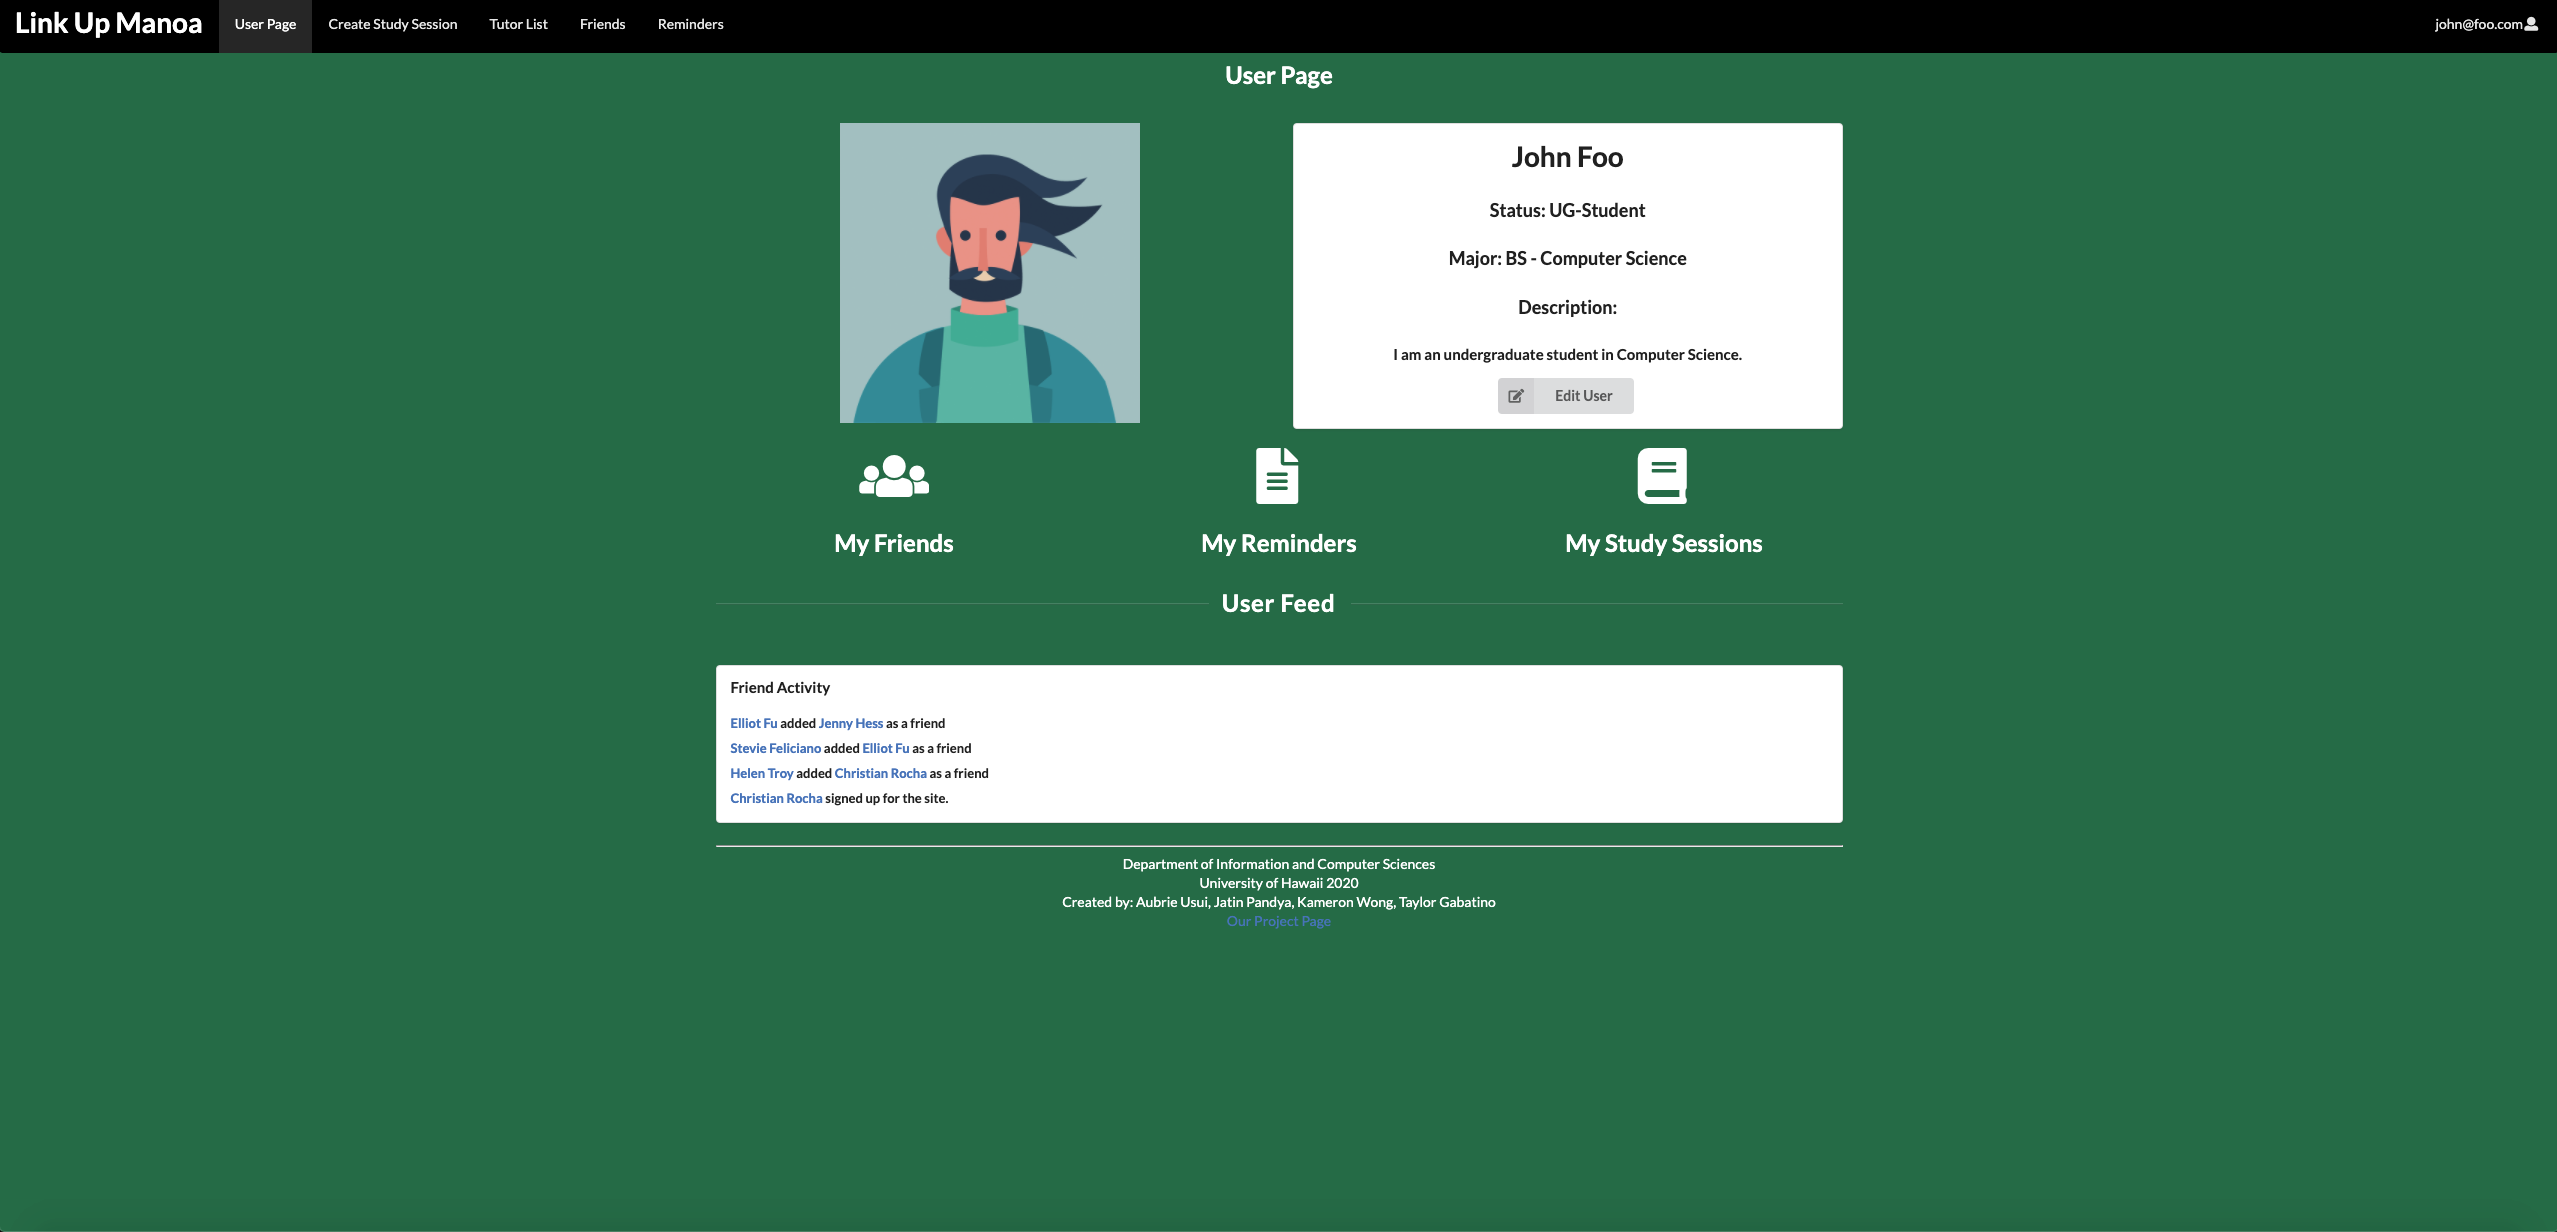 Link Up Manoa
User Page
Create Study Session
Tutor List
Friends
Reminders
john@foo.com
User Page
John Foo
Status: UG-Student
Major: BS - Computer Science
Description:
I am an undergraduate student in Computer Science.
Edit User
My Friends
My Reminders
My Study Sessions
User Feed
Friend Activity
Elliot Fu added Jenny Hess as a friend
Stevie Feliciano added Elliot Fu as a friend
Helen Troy added Christian Rocha as a friend
Christian Rocha signed up for the site.
Department of Information and Computer Sciences
University of Hawaii 2020
Created by: Aubrie Usui, Jatin Pandya, Kameron Wong, Taylor Gabatino
Our Project Page